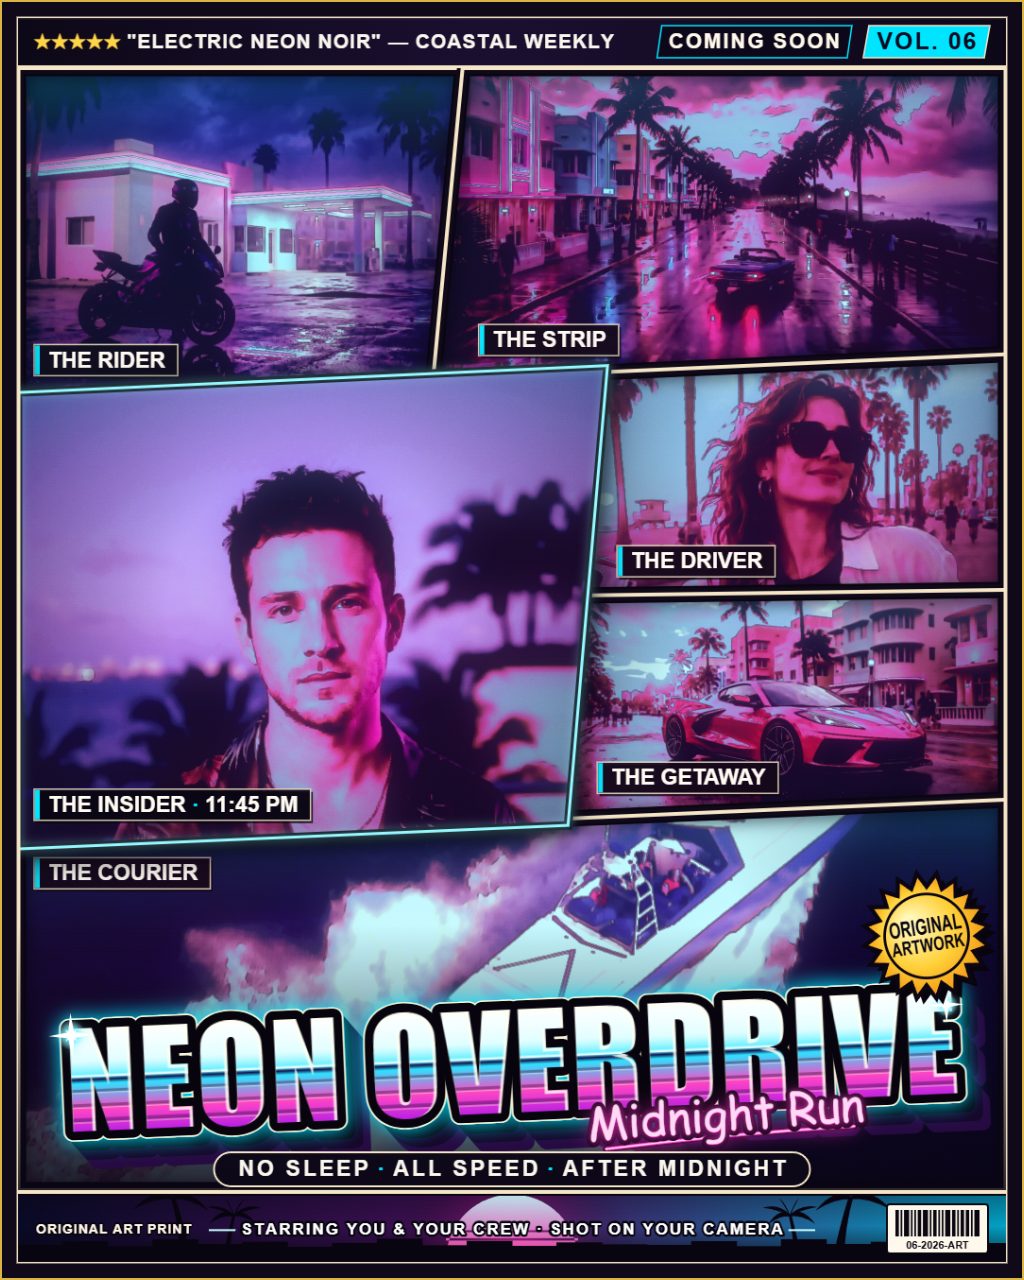 ★★★★★ "ELECTRIC NEON NOIR" — COASTAL WEEKLY
COMING SOON
VOL. 06
THE RIDER
THE STRIP
THE DRIVER
THE GETAWAY
THE INSIDER · 11:45 PM
THE COURIER
ORIGINAL
ARTWORK
NEON OVERDRIVE
Midnight Run
NO SLEEP · ALL SPEED · AFTER MIDNIGHT
ORIGINAL ART PRINT
— STARRING YOU & YOUR CREW · SHOT ON YOUR CAMERA —
06-2026-ART